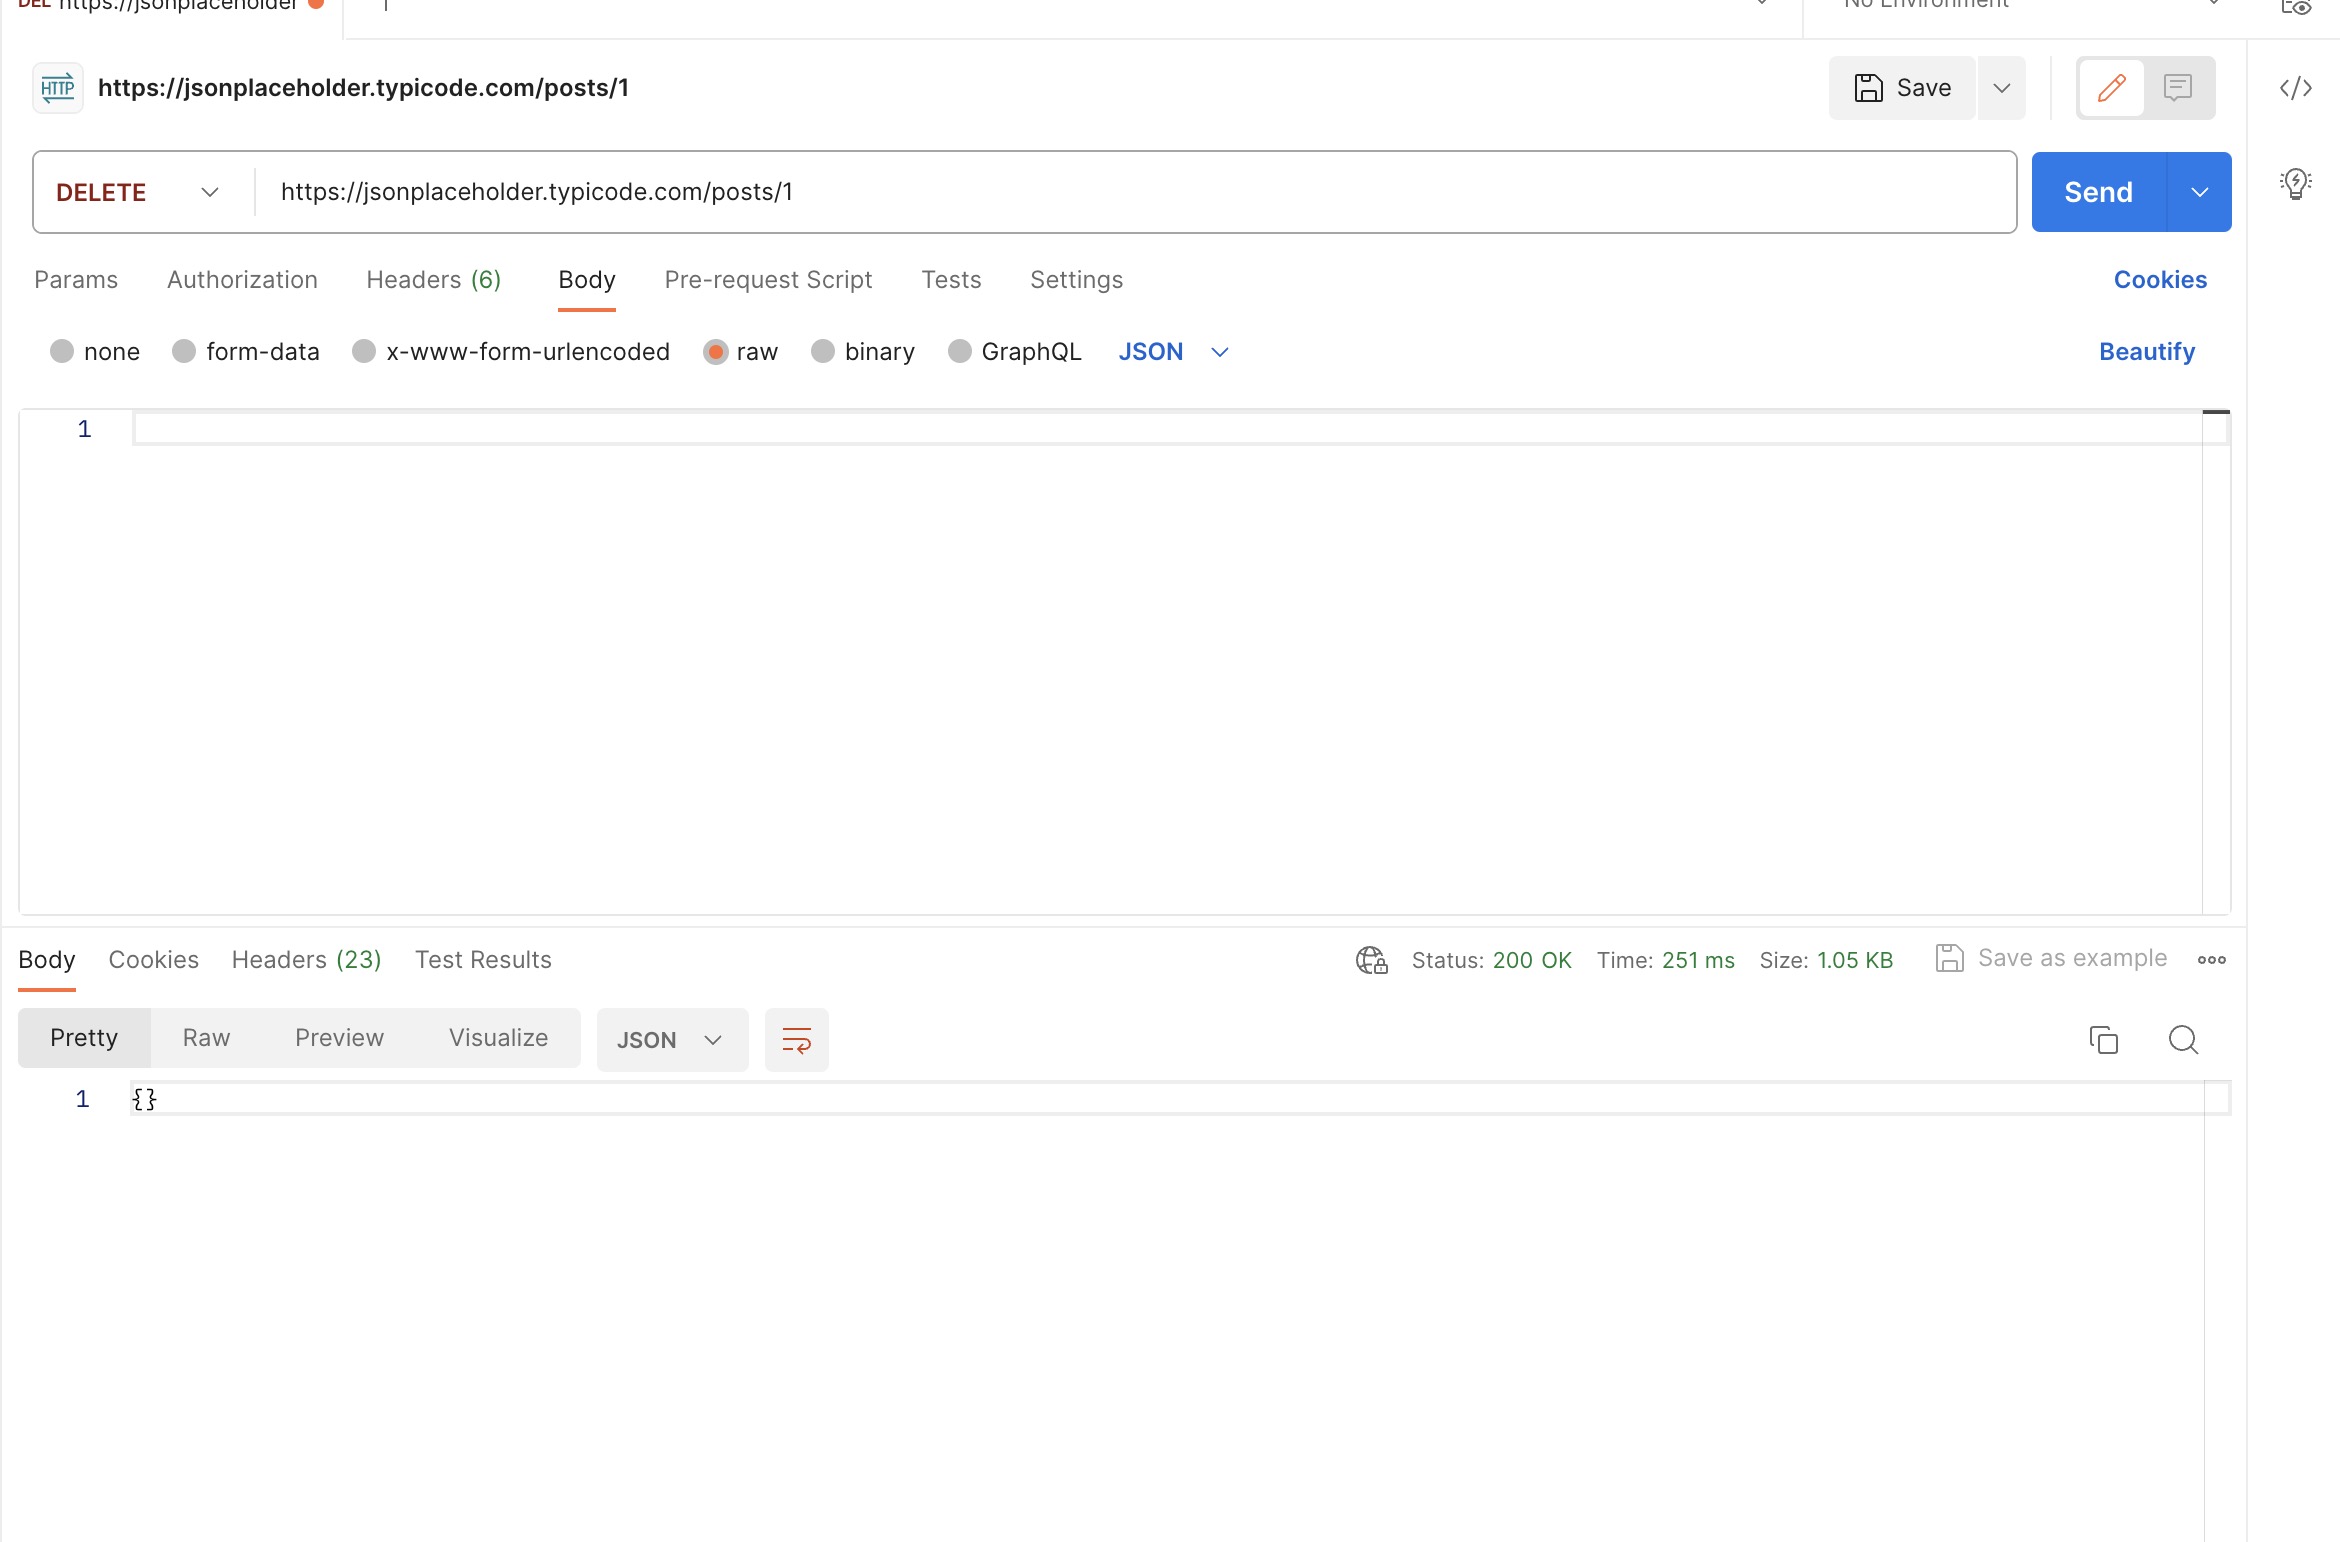 DEL https://jsonplaceholder
No Environment
HTTP https://jsonplaceholder.typicode.com/posts/1 Save
DELETE https://jsonplaceholder.typicode.com/posts/1 Send
Params Authorization Headers (6) Body Pre-request Script Tests Settings Cookies
none form-data x-www-form-urlencoded raw binary GraphQL JSON Beautify
1
Body Cookies Headers (23) Test Results Status: 200 OK Time: 251 ms Size: 1.05 KB Save as example
Pretty Raw Preview Visualize JSON
1 {}